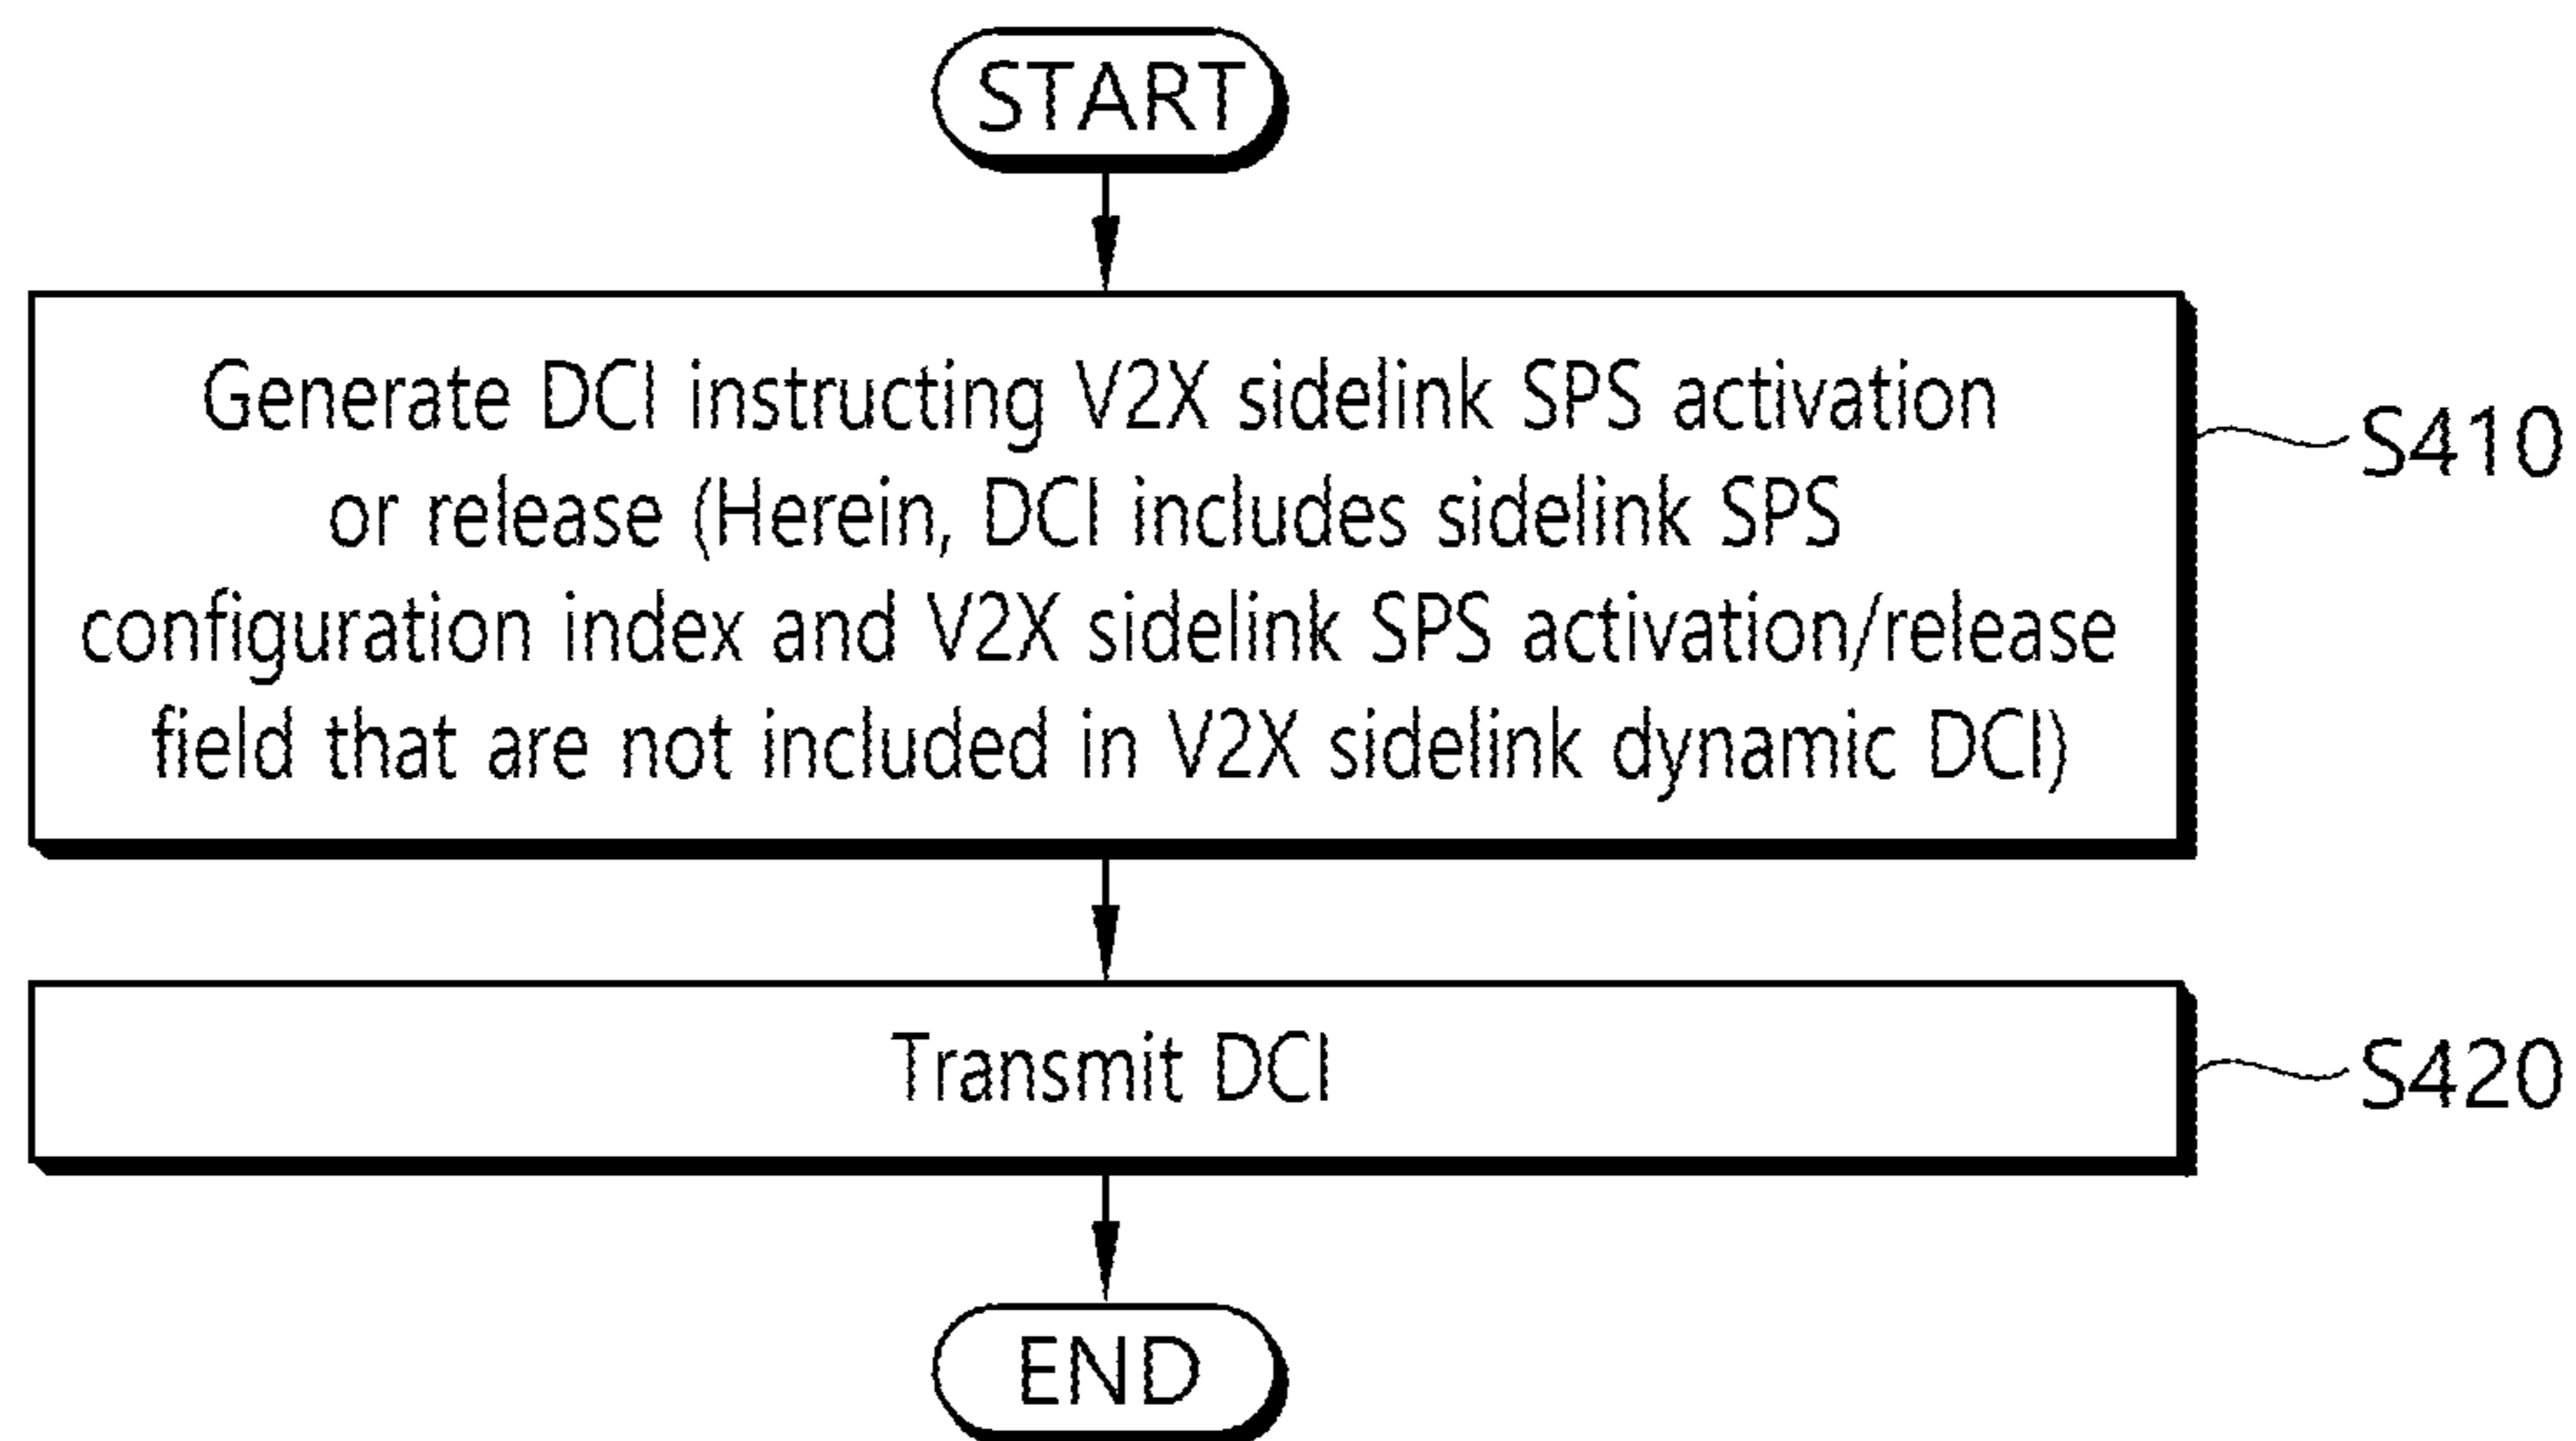 START
Generate DCI instructing V2X sidelink SPS activation
or release (Herein, DCI includes sidelink SPS
configuration index and V2X sidelink SPS activation/release
field that are not included in V2X sidelink dynamic DCI)
S410
Transmit DCI
S420
END